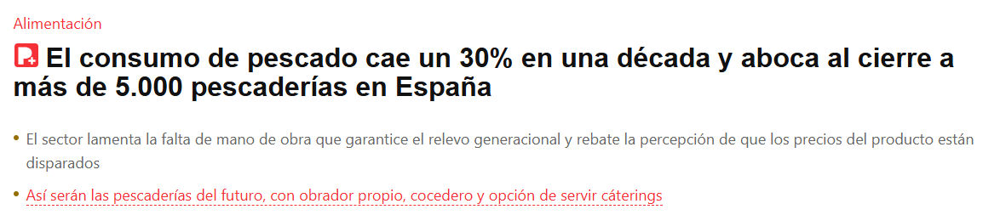 Alimentación
El consumo de pescado cae un 30% en una década y aboca al cierre a
más de 5.000 pescaderías en España
El sector lamenta la falta de mano de obra que garantice el relevo generacional y rebate la percepción de que los precios del producto están
disparados
Así serán las pescaderías del futuro, con obrador propio, cocedero y opción de servir cáterings